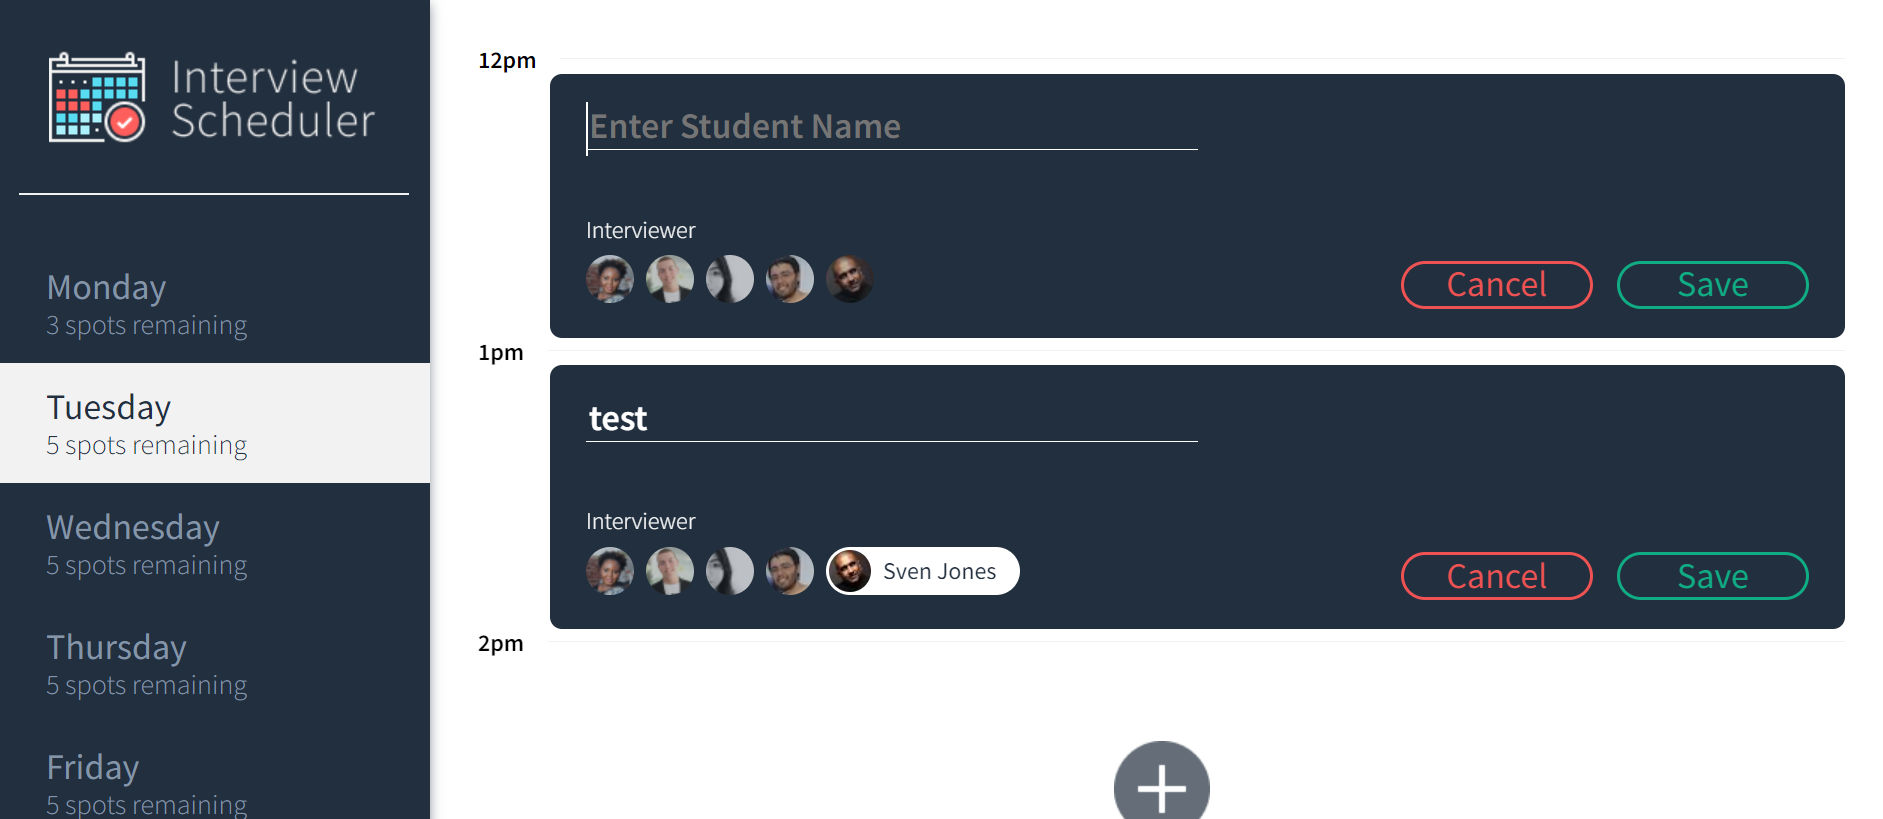 Interview
Scheduler
Monday
3 spots remaining
Tuesday
5 spots remaining
Wednesday
5 spots remaining
Thursday
5 spots remaining
Friday
5 spots remaining
12pm
Enter Student Name
Interviewer
Cancel
Save
1pm
test
Interviewer
Sven Jones
Cancel
Save
2pm